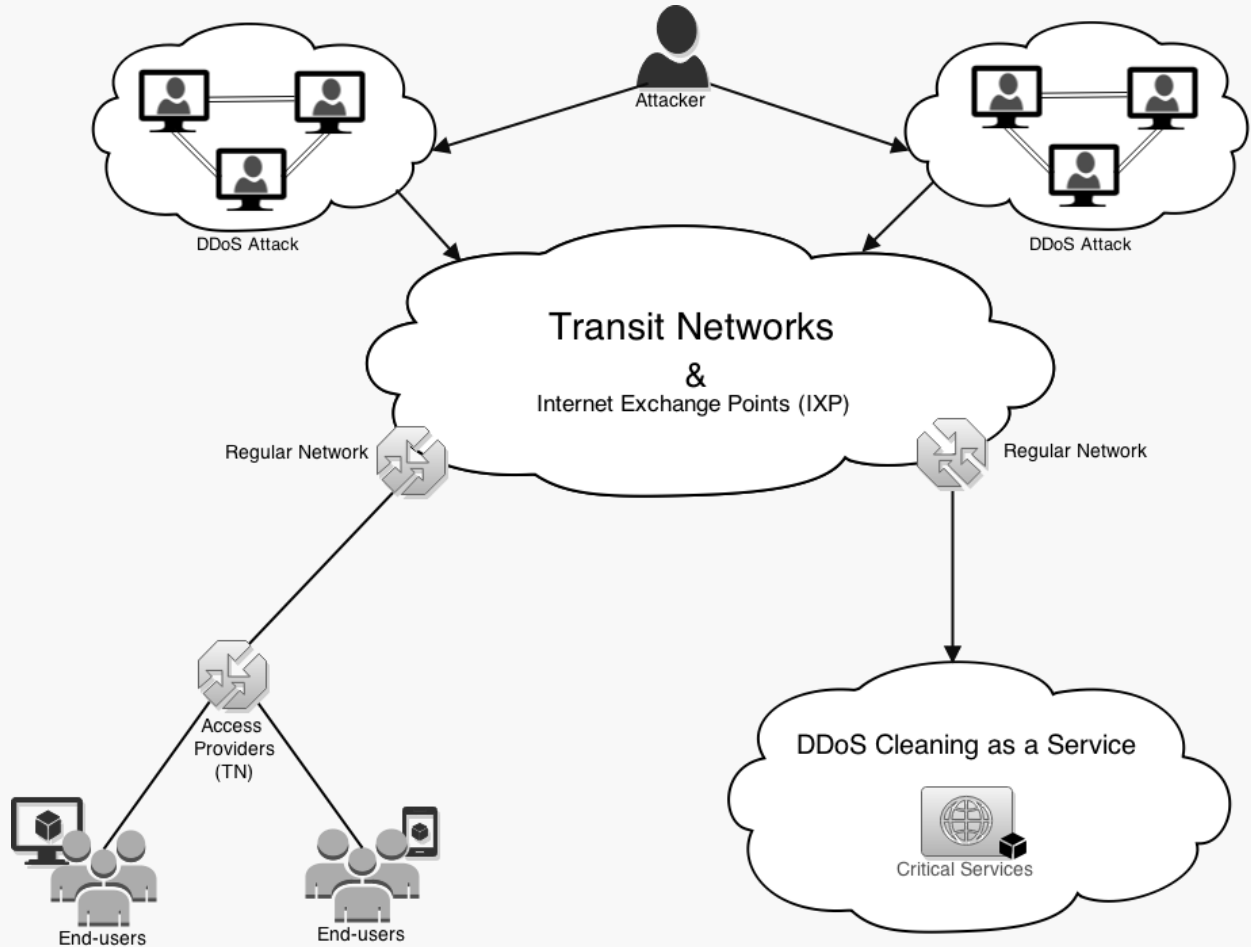 Attacker
DDoS Attack
DDoS Attack
Transit Networks
&
Internet Exchange Points (IXP)
Regular Network
Regular Network
Access
Providers
(TN)
DDoS Cleaning as a Service
Critical Services
End-users
End-users